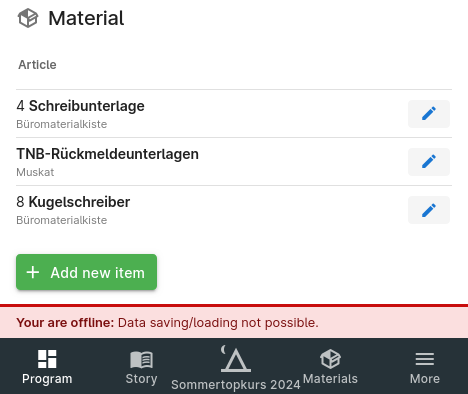 Material
Article
4 Schreibunterlage
Büromaterialkiste
TNB-Rückmeldeunterlagen
Muskat
8 Kugelschreiber
Büromaterialkiste
+ Add new item
Your are offline: Data saving/loading not possible.
Program Story Sommertopkurs 2024 Materials More